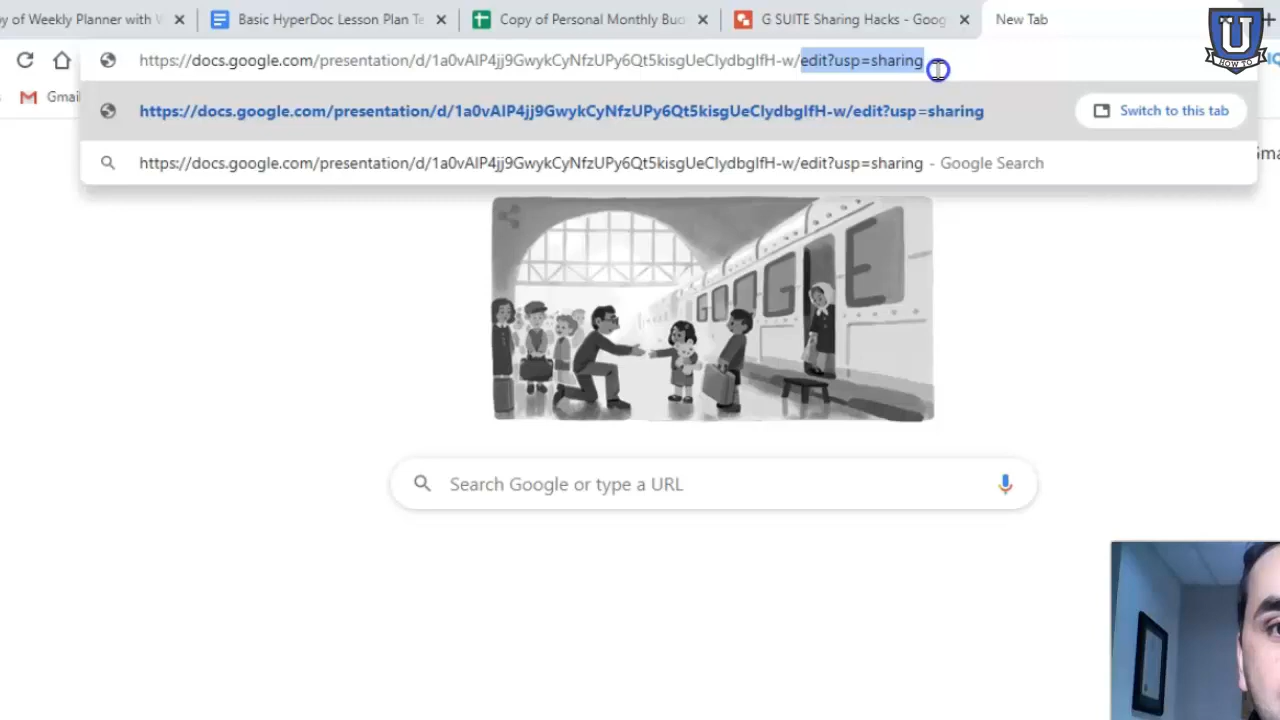 y of Weekly Planner with W
Basic HyperDoc Lesson Plan Te
Copy of Personal Monthly Bud
G SUITE Sharing Hacks - Goog
New Tab
https://docs.google.com/presentation/d/1a0vAIP4jj9GwykCyNfzUPy6Qt5kisgUeClydbgIfH-w/edit?usp=sharing
U
HOW TO
Gmail
https://docs.google.com/presentation/d/1a0vAIP4jj9GwykCyNfzUPy6Qt5kisgUeClydbgIfH-w/edit?usp=sharing
Switch to this tab
https://docs.google.com/presentation/d/1a0vAIP4jj9GwykCyNfzUPy6Qt5kisgUeClydbgIfH-w/edit?usp=sharing - Google Search
G G E
Search Google or type a URL